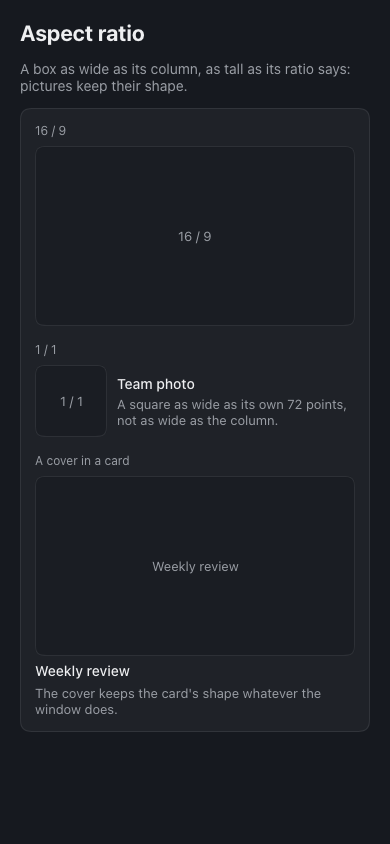 Aspect ratio
A box as wide as its column, as tall as its ratio says:
pictures keep their shape.
16 / 9
16 / 9
1 / 1
1 / 1
Team photo
A square as wide as its own 72 points,
not as wide as the column.
A cover in a card
Weekly review
Weekly review
The cover keeps the card's shape whatever the
window does.